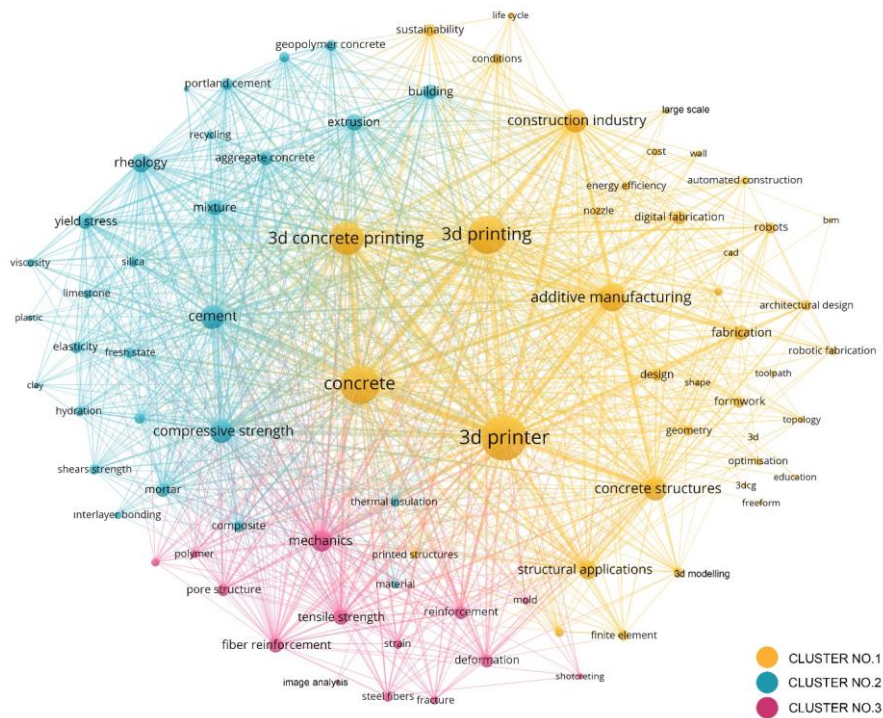 life cycle
sustainability
geopolymer concrete
conditions
portland cement
building
large scale
construction industry
extrusion
recycling
cost
wall
aggregate concrete
rheology
automated construction
energy efficiency
nozzle
mixture
digital fabrication
yield stress
bim
robots
3d printing
3d concrete printing
cad
viscosity
silica
limestone
additive manufacturing
architectural design
plastic
cement
fabrication
elasticity
fresh state
robotic fabrication
design
toolpath
shape
concrete
clay
formwork
hydration
topology
compressive strength
geometry
3d
3d printer
optimisation
shears strength
education
mortar
concrete structures
3dcg
thermal insulation
freeform
interlayer bonding
composite
mechanics
polymer
printed structures
structural applications
3d modelling
material
pore structure
mold
reinforcement
tensile strength
finite element
fiber reinforcement
strain
deformation
shotcreting
image analysis
steel fibers
fracture
CLUSTER NO.1
CLUSTER NO.2
CLUSTER NO.3